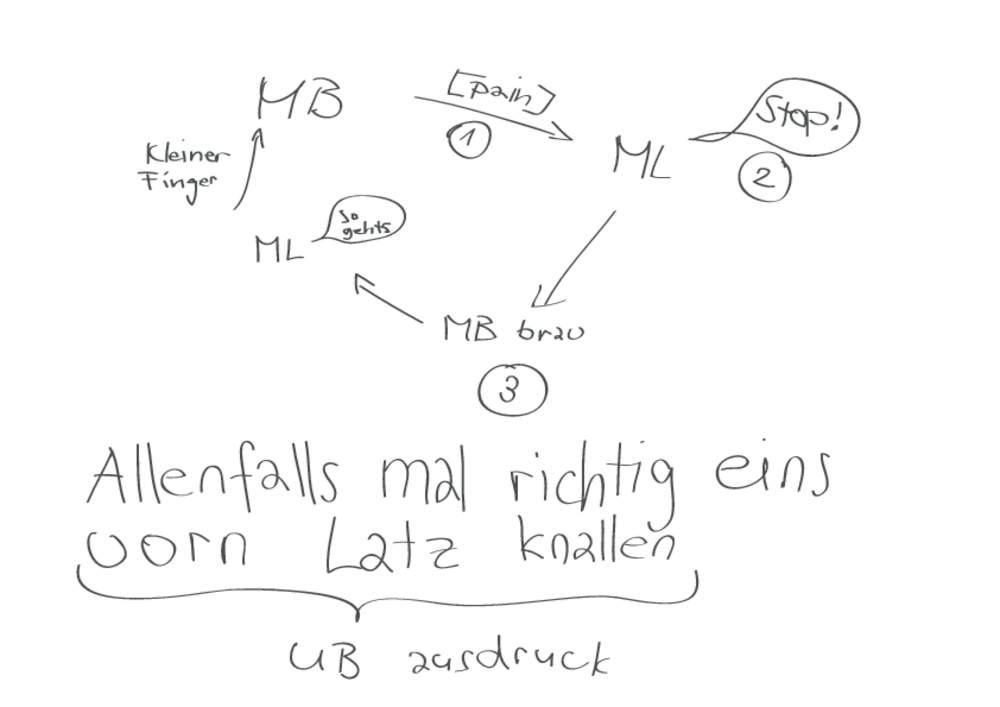 MB
[pain]
1
ML
Stop!
2
Kleiner
Finger
ML
So
gehts
MB brav
3
Allenfalls mal richtig eins
vorn Latz knallen
UB ausdruck